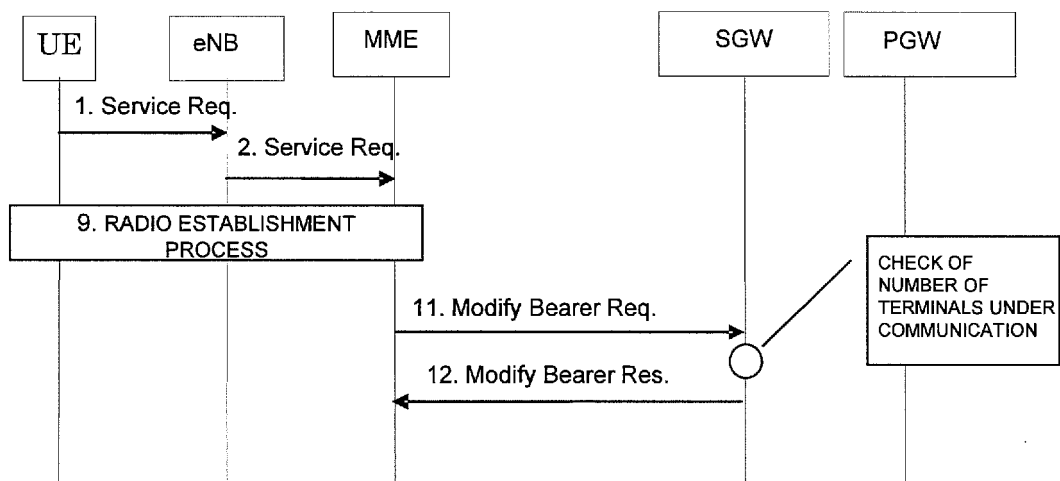 UE
eNB
MME
SGW
PGW
1. Service Req.
2. Service Req.
9. RADIO ESTABLISHMENT
PROCESS
CHECK OF
NUMBER OF
TERMINALS UNDER
COMMUNICATION
11. Modify Bearer Req.
12. Modify Bearer Res.